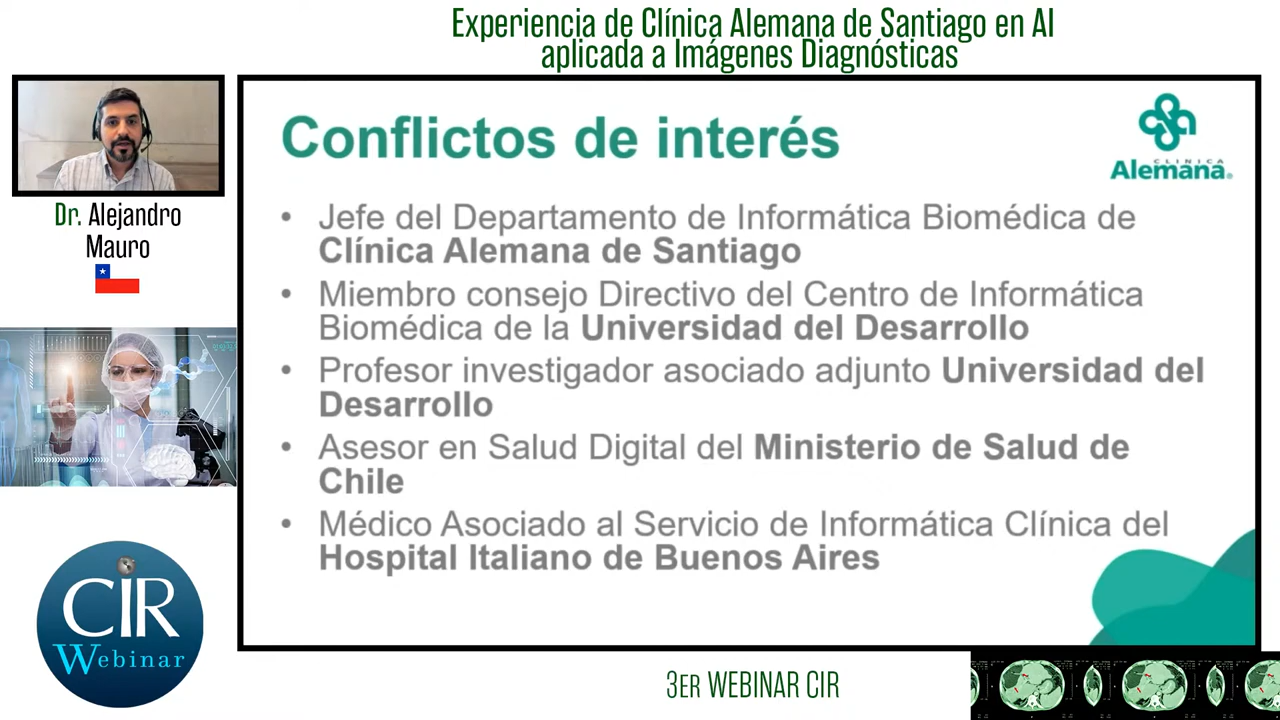 Experiencia de Clínica Alemana de Santiago en AI
aplicada a Imágenes Diagnósticas
Dr. Alejandro
Mauro
Conflictos de interés
CLINICA
Alemana®
• Jefe del Departamento de Informática Biomédica de
Clínica Alemana de Santiago
• Miembro consejo Directivo del Centro de Informática
Biomédica de la Universidad del Desarrollo
• Profesor investigador asociado adjunto Universidad del
Desarrollo
• Asesor en Salud Digital del Ministerio de Salud de
Chile
• Médico Asociado al Servicio de Informática Clínica del
Hospital Italiano de Buenos Aires
CIR
Webinar
3ER WEBINAR CIR